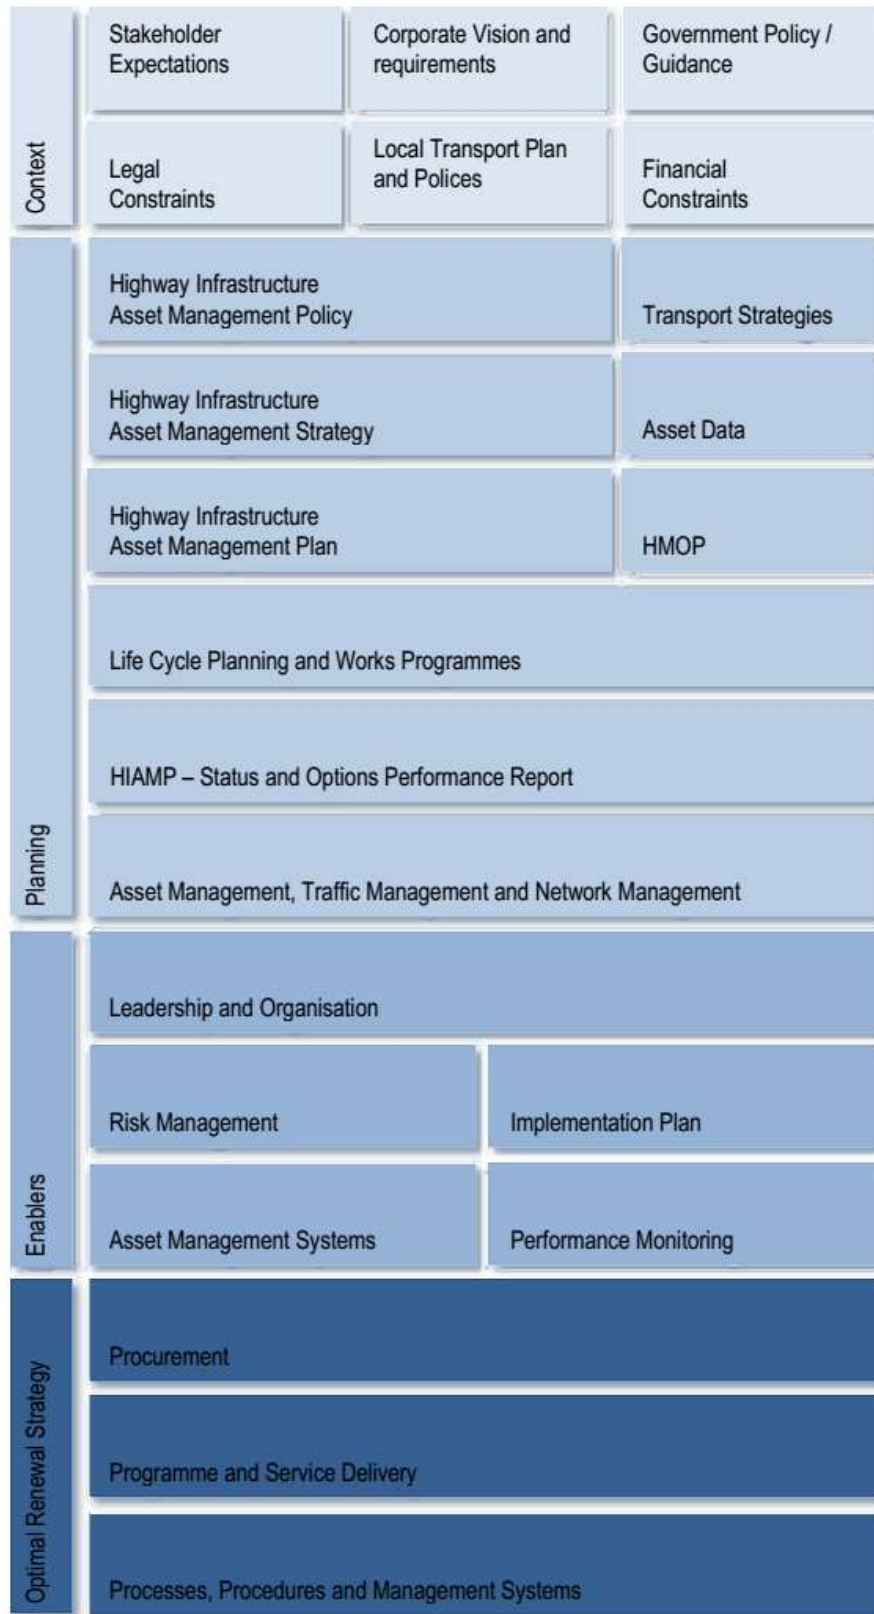 Context
Stakeholder
Expectations
Corporate Vision and
requirements
Government Policy /
Guidance
Legal
Constraints
Local Transport Plan
and Polices
Financial
Constraints
Planning
Highway Infrastructure
Asset Management Policy
Transport Strategies
Highway Infrastructure
Asset Management Strategy
Asset Data
Highway Infrastructure
Asset Management Plan
HMOP
Life Cycle Planning and Works Programmes
HIAMP – Status and Options Performance Report
Asset Management, Traffic Management and Network Management
Enablers
Leadership and Organisation
Risk Management
Implementation Plan
Asset Management Systems
Performance Monitoring
Optimal Renewal Strategy
Procurement
Programme and Service Delivery
Processes, Procedures and Management Systems